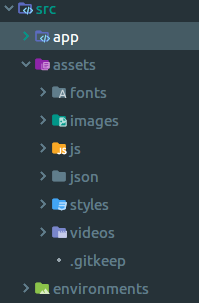 src
app
assets
fonts
images
js
json
styles
videos
.gitkeep
environments